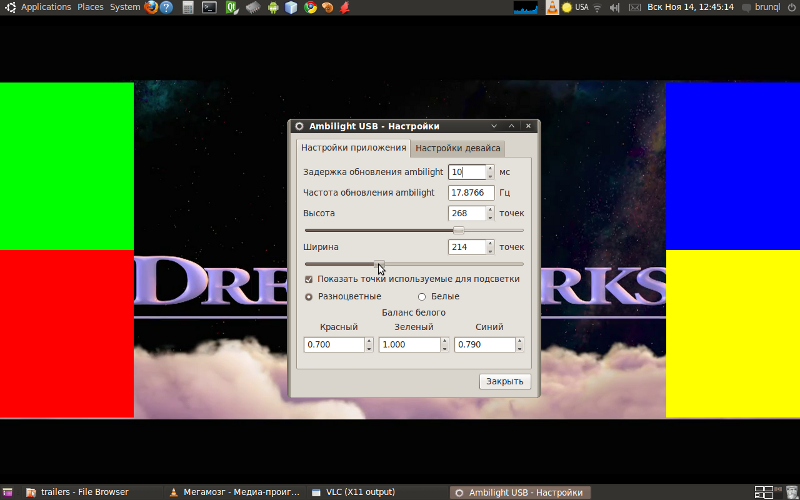 Applications Places System
USA
Вск Ноя 14, 12:45:14
brunql
Ambilight USB - Настройки
Настройки приложения
Настройки девайса
Задержка обновления ambilight 10 мс
Частота обновления ambilight 17.8766 Гц
Высота 268 точек
Ширина 214 точек
Показать точки используемые для подсветки
Разноцветные Белые
Баланс белого
Красный Зеленый Синий
0.700 1.000 0.790
Закрыть
trailers - File Browser
Мегамозг - Медиа-проиг...
VLC (X11 output)
Ambilight USB - Настройки